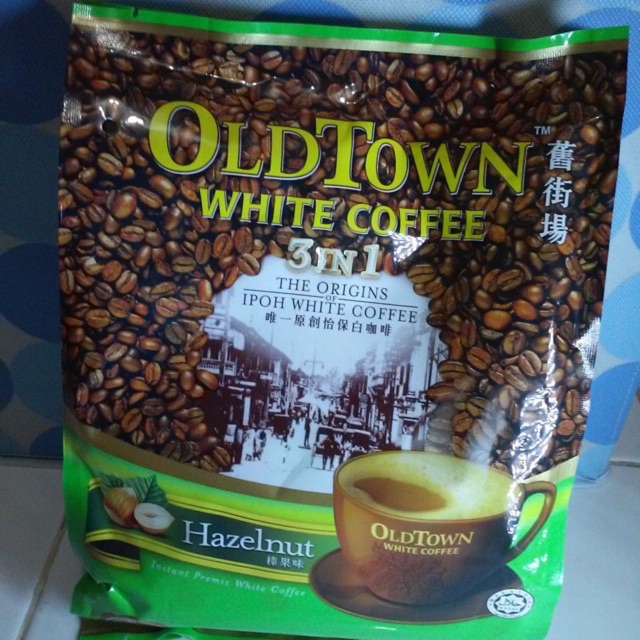 OLDTOWN™
WHITE COFFEE
舊街場
3 IN 1
THE ORIGINS
OF
IPOH WHITE COFFEE
唯一原創怡保白咖啡
OLDTOWN
WHITE COFFEE
Hazelnut
榛果味
Instant Premix White Coffee